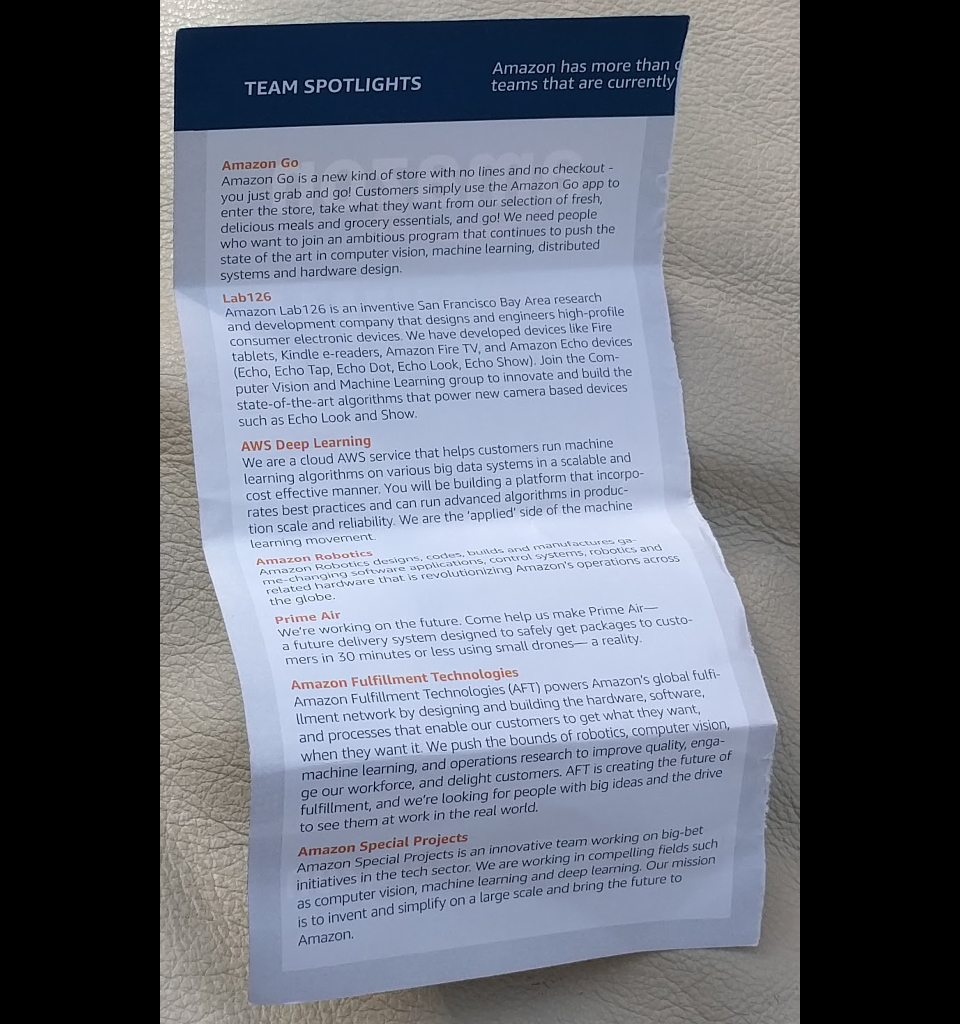 TEAM SPOTLIGHTS
Amazon has more than
teams that are currently
Amazon Go
Amazon Go is a new kind of store with no lines and no checkout -
you just grab and go! Customers simply use the Amazon Go app to
enter the store, take what they want from our selection of fresh,
delicious meals and grocery essentials, and go! We need people
who want to join an ambitious program that continues to push the
state of the art in computer vision, machine learning, distributed
systems and hardware design.
Lab126
Amazon Lab126 is an inventive San Francisco Bay Area research
and development company that designs and engineers high-profile
consumer electronic devices. We have developed devices like Fire
tablets, Kindle e-readers, Amazon Fire TV, and Amazon Echo devices
(Echo, Echo Tap, Echo Dot, Echo Look, Echo Show). Join the Com-
puter Vision and Machine Learning group to innovate and build the
state-of-the-art algorithms that power new camera based devices
such as Echo Look and Show.
AWS Deep Learning
We are a cloud AWS service that helps customers run machine
learning algorithms on various big data systems in a scalable and
cost effective manner. You will be building a platform that incorpo-
rates best practices and can run advanced algorithms in produc-
tion scale and reliability. We are the 'applied' side of the machine
learning movement.
Amazon Robotics
Amazon Robotics designs, codes, builds and manufactures ga-
me-changing software applications, control systems, robotics and
related hardware that is revolutionizing Amazon's operations across
the globe.
Prime Air
We're working on the future. Come help us make Prime Air—
a future delivery system designed to safely get packages to custo-
mers in 30 minutes or less using small drones— a reality.
Amazon Fulfillment Technologies
Amazon Fulfillment Technologies (AFT) powers Amazon's global fulfi-
llment network by designing and building the hardware, software,
and processes that enable our customers to get what they want,
when they want it. We push the bounds of robotics, computer vision,
machine learning, and operations research to improve quality, enga-
ge our workforce, and delight customers. AFT is creating the future of
fulfillment, and we're looking for people with big ideas and the drive
to see them at work in the real world.
Amazon Special Projects
Amazon Special Projects is an innovative team working on big-bet
initiatives in the tech sector. We are working in compelling fields such
as computer vision, machine learning and deep learning. Our mission
is to invent and simplify on a large scale and bring the future to
Amazon.